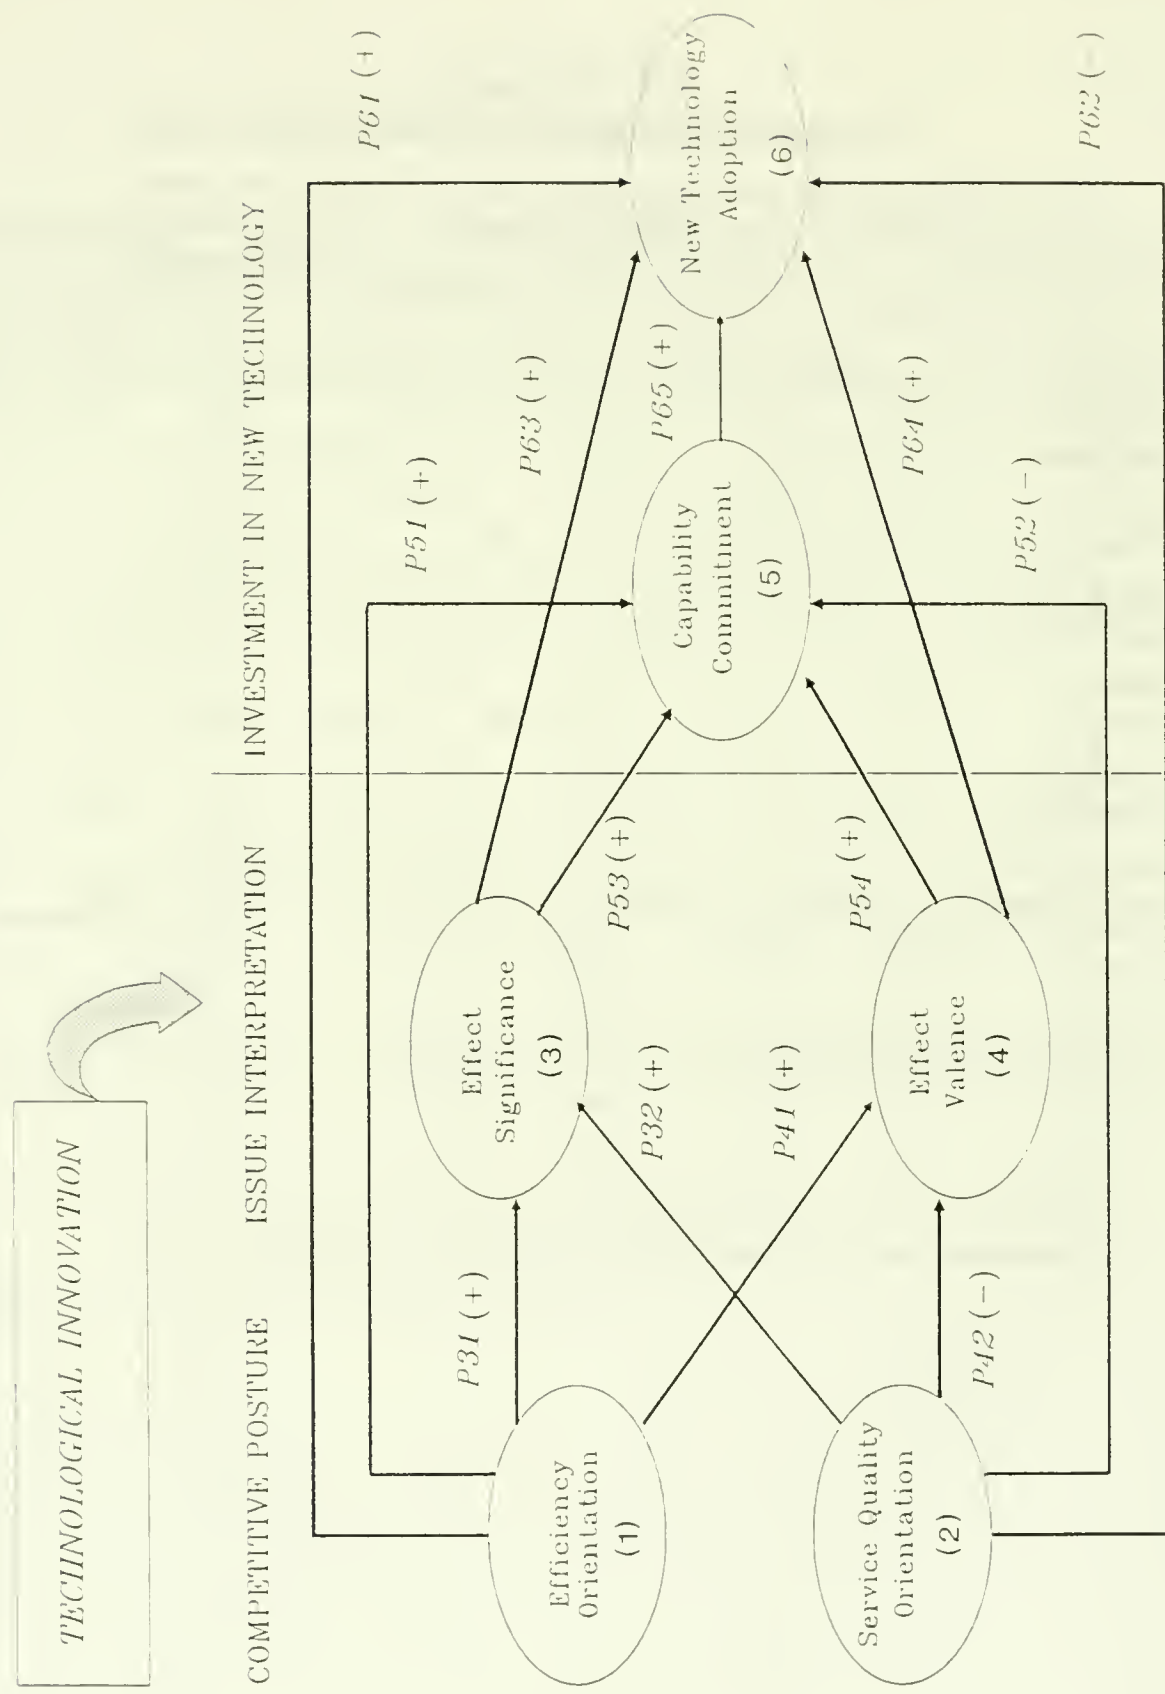 TECHNOLOGICAL INNOVATION
COMPETITIVE POSTURE
ISSUE INTERPRETATION
INVESTMENT IN NEW TECHNOLOGY
P61 (+)
P51 (+)
P63 (+)
P31 (+)
Effect
Significance
(3)
P53 (+)
Efficiency
Orientation
(1)
P32 (+)
P65 (+)
Capability
Commitment
(5)
New Technology
Adoption
(6)
P41 (+)
P54 (+)
P64 (+)
Service Quality
Orientation
(2)
P42 (-)
Effect
Valence
(4)
P52 (-)
P62 (-)